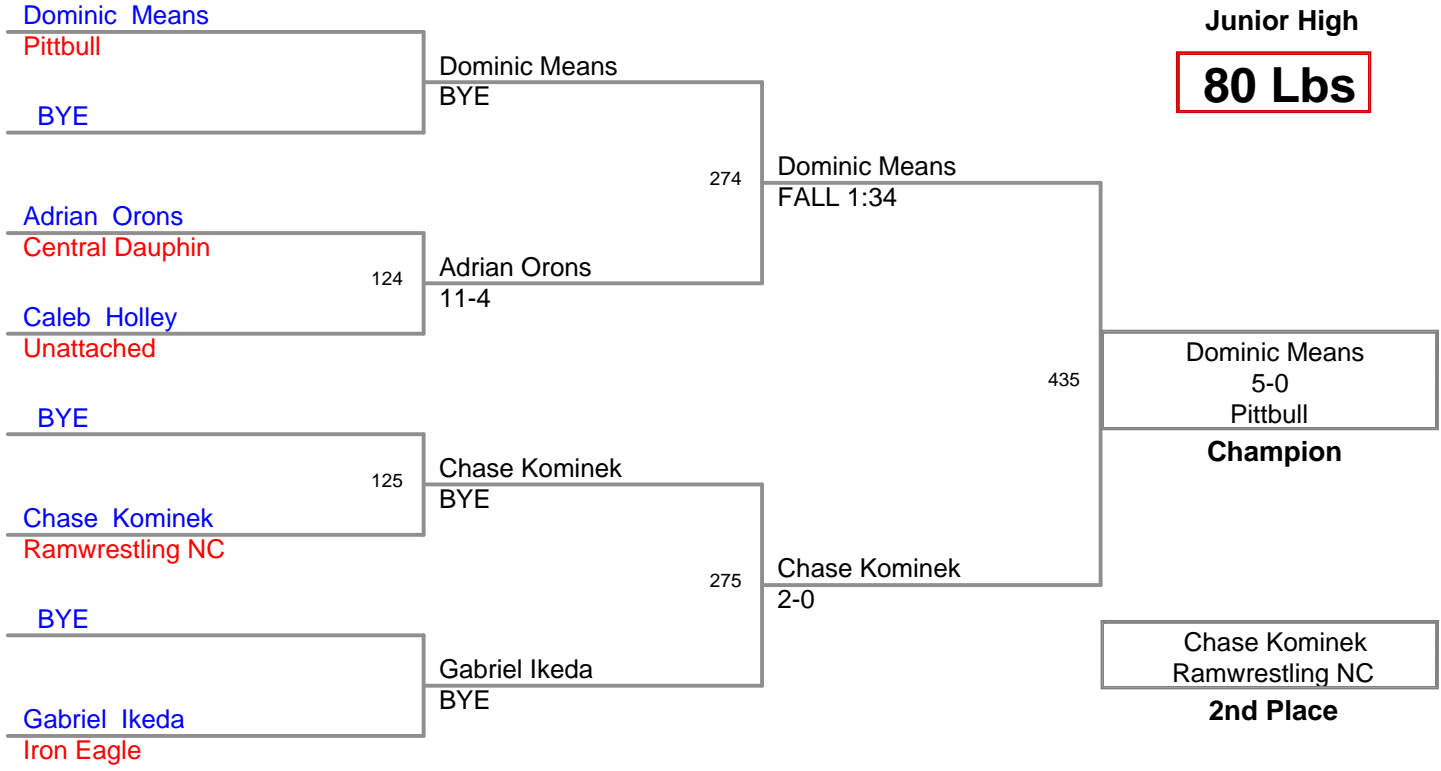 Dominic  Means
Pittbull
BYE
Adrian  Orons
Central Dauphin
Caleb  Holley
Unattached
BYE
Chase  Kominek
Ramwrestling NC
BYE
Gabriel  Ikeda
Iron Eagle
124
125
Dominic Means
BYE
Adrian Orons
11-4
Chase Kominek
BYE
Gabriel Ikeda
BYE
274
275
Dominic Means
FALL 1:34
Chase Kominek
2-0
435
Junior High
80 Lbs
Dominic Means
5-0
Pittbull
Champion
Chase Kominek
Ramwrestling NC
2nd Place